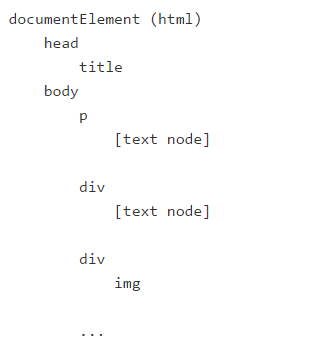 documentElement (html)
head
title
body
p
[text node]
div
[text node]
div
img
...